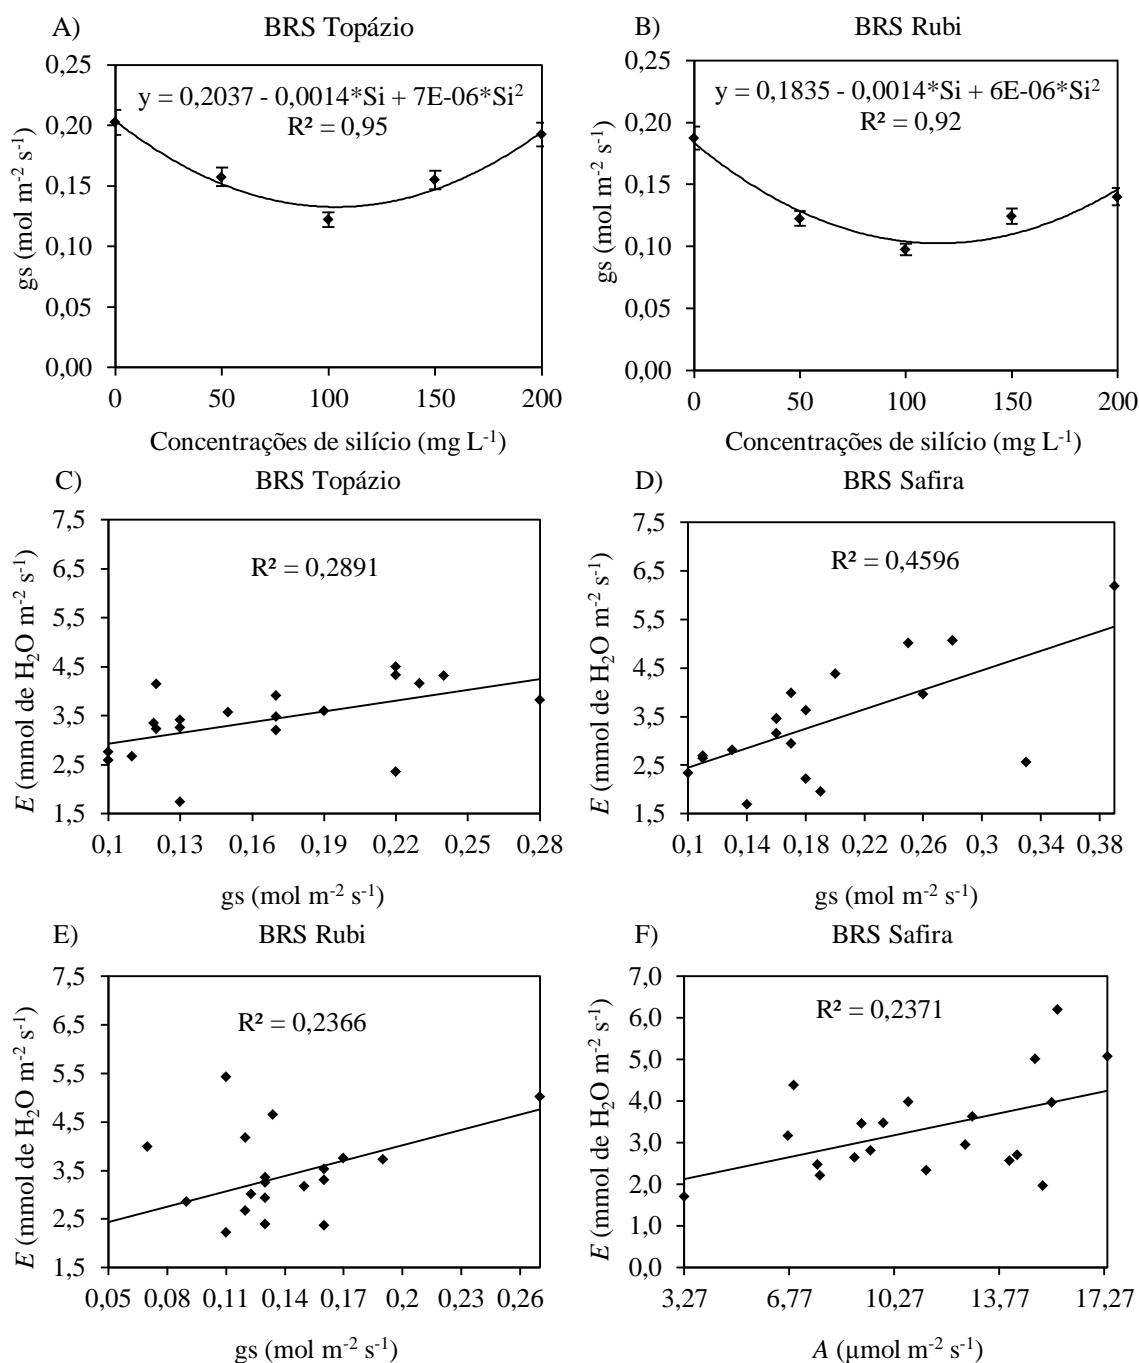 A) BRS Topázio
0,25
0,20
0,15
0,10
0,05
0,00
gs (mol m⁻² s⁻¹)
y = 0,2037 - 0,0014*Si + 7E-06*Si²
R² = 0,95
0 50 100 150 200
Concentrações de silício (mg L⁻¹)
B) BRS Rubi
0,25
0,20
0,15
0,10
0,05
0,00
gs (mol m⁻² s⁻¹)
y = 0,1835 - 0,0014*Si + 6E-06*Si²
R² = 0,92
0 50 100 150 200
Concentrações de silício (mg L⁻¹)
C) BRS Topázio
7,5
6,5
5,5
4,5
3,5
2,5
1,5
E (mmol de H₂O m⁻² s⁻¹)
R² = 0,2891
0,1 0,13 0,16 0,19 0,22 0,25 0,28
gs (mol m⁻² s⁻¹)
D) BRS Safira
7,5
6,5
5,5
4,5
3,5
2,5
1,5
E (mmol de H₂O m⁻² s⁻¹)
R² = 0,4596
0,1 0,14 0,18 0,22 0,26 0,3 0,34 0,38
gs (mol m⁻² s⁻¹)
E) BRS Rubi
7,5
6,5
5,5
4,5
3,5
2,5
1,5
E (mmol de H₂O m⁻² s⁻¹)
R² = 0,2366
0,05 0,08 0,11 0,14 0,17 0,2 0,23 0,26
gs (mol m⁻² s⁻¹)
F) BRS Safira
7,0
6,0
5,0
4,0
3,0
2,0
1,0
0,0
E (mmol de H₂O m⁻² s⁻¹)
R² = 0,2371
3,27 6,77 10,27 13,77 17,27
A (µmol m⁻² s⁻¹)